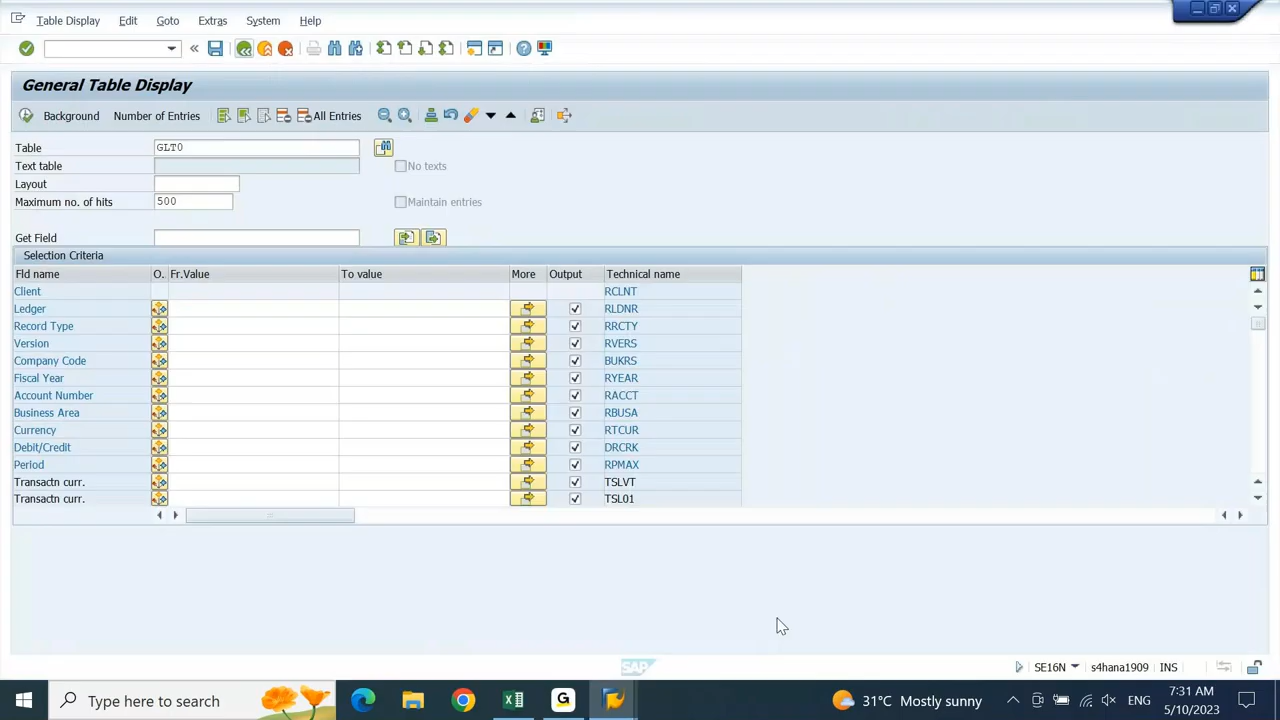 Table Display Edit Goto Extras System Help
General Table Display
Background Number of Entries All Entries
Table GLT0
Text table No texts
Layout
Maximum no. of hits 500 Maintain entries
Get Field
Selection Criteria
Fld name O. Fr.Value To value More Output Technical name
Client RCLNT
Ledger RLDNR
Record Type RRCTY
Version RVERS
Company Code BUKRS
Fiscal Year RYEAR
Account Number RACCT
Business Area RBUSA
Currency RTCUR
Debit/Credit DRCRK
Period RPMAX
Transactn curr. TSLVT
Transactn curr. TSL01
SAP
SE16N s4hana1909 INS
Type here to search G 31°C Mostly sunny ENG 7:31 AM
5/10/2023